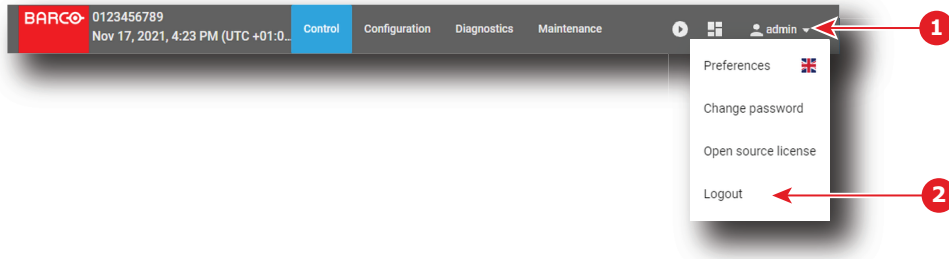 BARCO 0123456789
Nov 17, 2021, 4:23 PM (UTC +01:0...
Control Configuration Diagnostics Maintenance
admin
1
Preferences
Change password
Open source license
Logout
2